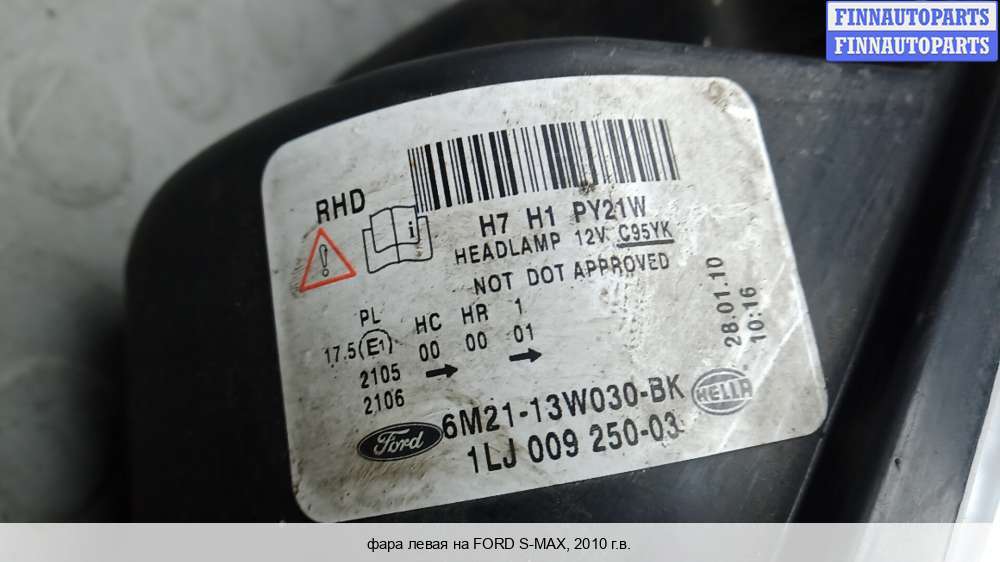 FINNAUTOPARTS
FINNAUTOPARTS
RHD
H7 H1 PY21W
HEADLAMP 12V C95YK
NOT DOT APPROVED
PL HC HR 1
17.5 E1 00 00 01
2105
2106
28.01.10
10:16
HELLA
Ford
6M21-13W030-BK
1LJ 009 250-03
фара левая на FORD S-MAX, 2010 г.в.